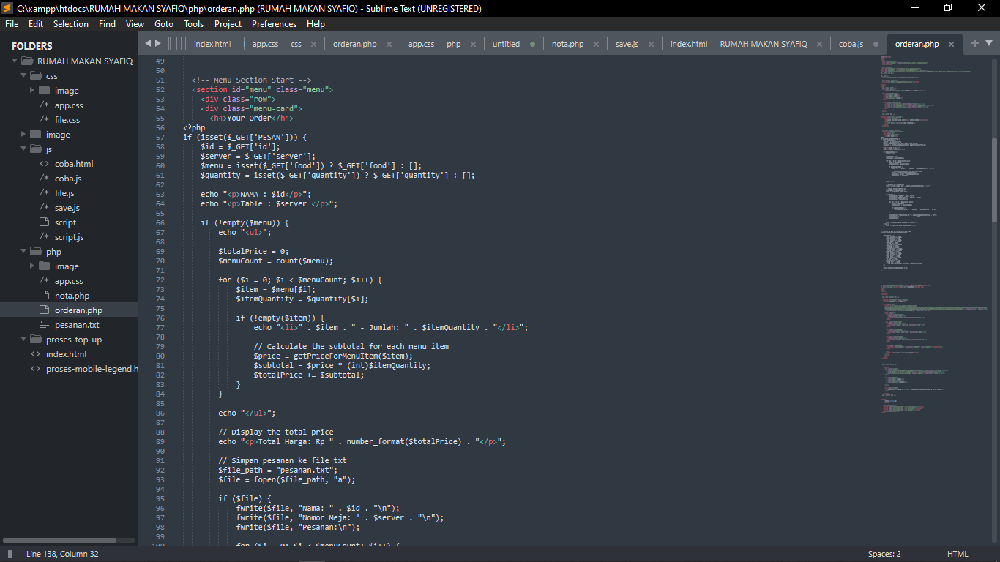 C:\xampp\htdocs\RUMAH MAKAN SYAFIQ\php\orderan.php (RUMAH MAKAN SYAFIQ) - Sublime Text (UNREGISTERED)
File Edit Selection Find View Goto Tools Project Preferences Help
FOLDERS
RUMAH MAKAN SYAFIQ
css
image
/* app.css
/* file.css
image
js
<> coba.html
/* coba.js
/* file.js
/* save.js
script
/* script.js
php
image
/* app.css
nota.php
orderan.php
pesanan.txt
proses-top-up
<> index.html
<> proses-mobile-legend.h
index.html — app.css — css orderan.php app.css — php untitled nota.php save.js index.html — RUMAH MAKAN SYAFIQ coba.js orderan.php
49
50
51 <!-- Menu Section Start -->
52 <section id="menu" class="menu">
53 <div class="row">
54 <div class="menu-card">
55 <h4>Your Order</h4>
56 <?php
57 if (isset($_GET['PESAN'])) {
58 $id = $_GET['id'];
59 $server = $_GET['server'];
60 $menu = isset($_GET['food']) ? $_GET['food'] : [];
61 $quantity = isset($_GET['quantity']) ? $_GET['quantity'] : [];
62
63 echo "<p>NAMA : $id</p>";
64 echo "<p>Table : $server </p>";
65
66 if (!empty($menu)) {
67 echo "<ul>";
68
69 $totalPrice = 0;
70 $menuCount = count($menu);
71
72 for ($i = 0; $i < $menuCount; $i++) {
73 $item = $menu[$i];
74 $itemQuantity = $quantity[$i];
75
76 if (!empty($item)) {
77 echo "<li>" . $item . " - Jumlah: " . $itemQuantity . "</li>";
78
79 // Calculate the subtotal for each menu item
80 $price = getPriceForMenuItem($item);
81 $subtotal = $price * (int)$itemQuantity;
82 $totalPrice += $subtotal;
83 }
84 }
85
86 echo "</ul>";
87
88 // Display the total price
89 echo "<p>Total Harga: Rp " . number_format($totalPrice) . "</p>";
90
91 // Simpan pesanan ke file txt
92 $file_path = "pesanan.txt";
93 $file = fopen($file_path, "a");
94
95 if ($file) {
96 fwrite($file, "Nama: " . $id . "\n");
97 fwrite($file, "Nomor Meja: " . $server . "\n");
98 fwrite($file, "Pesanan:\n");
99
100 for ($i = 0; $i < $menuCount; $i++) {
Line 138, Column 32 Spaces: 2 HTML